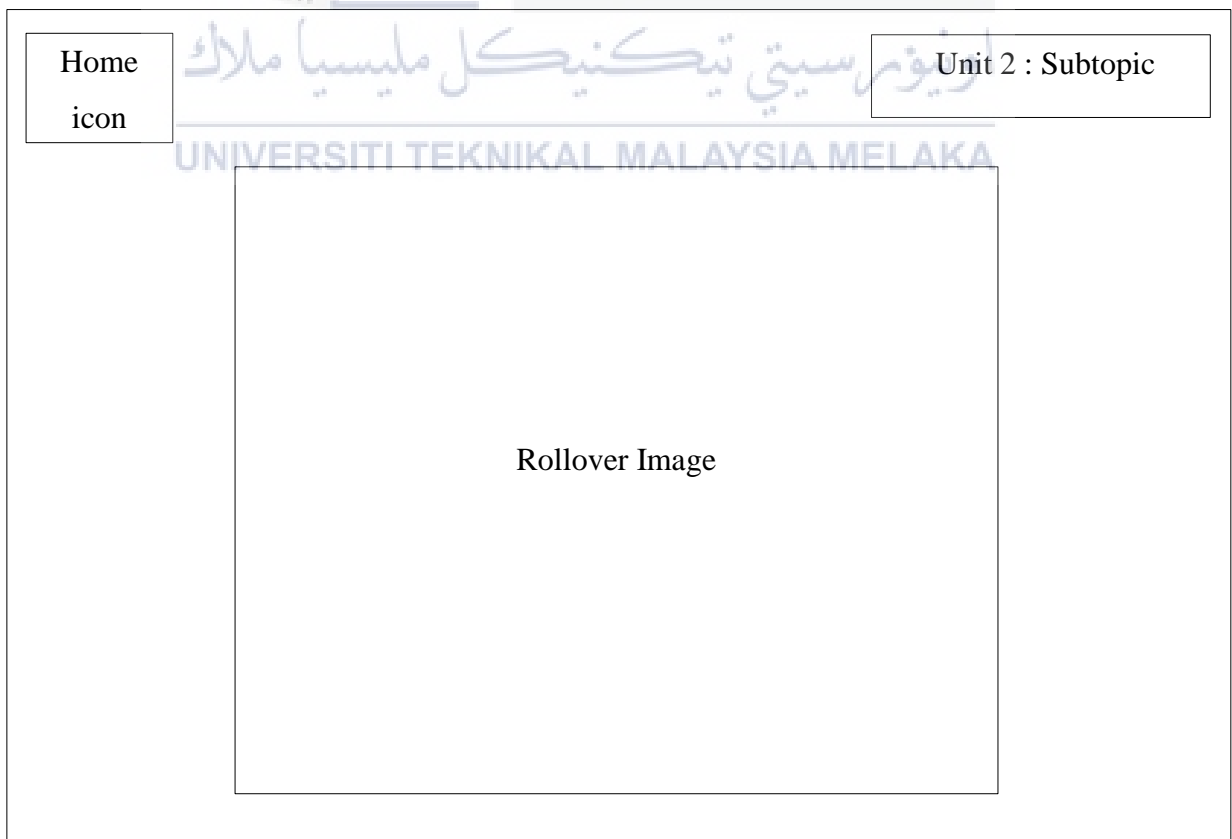 Home
icon
اونيۏرسيتي تيكنيكل مليسيا ملاك
Unit 2 : Subtopic
UNIVERSITI TEKNIKAL MALAYSIA MELAKA
Rollover Image